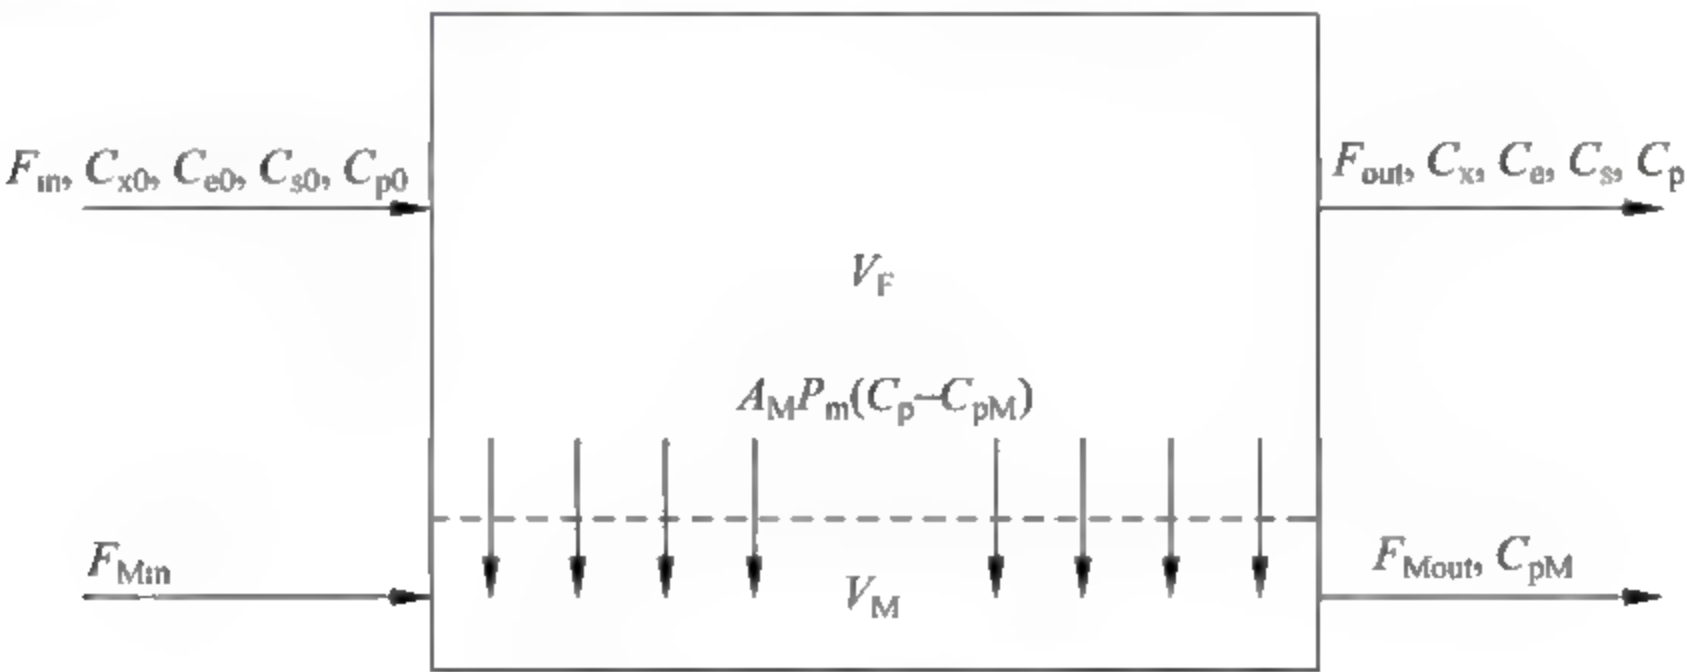 F_in, C_x0, C_e0, C_s0, C_p0
F_out, C_x, C_e, C_s, C_p
V_F
A_M P_m (C_p−C_pM)
F_Min
V_M
F_Mout, C_pM